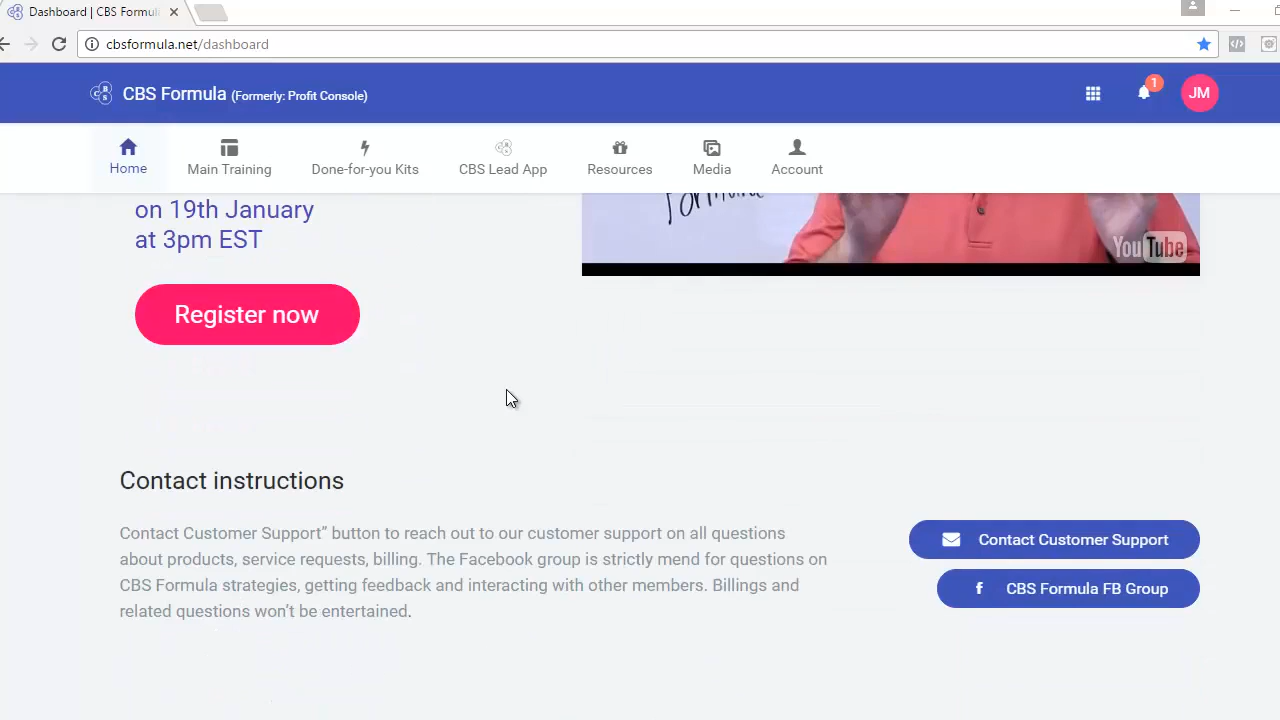 Dashboard | CBS Formul
cbsformula.net/dashboard
CBS Formula (Formerly: Profit Console)
1
JM
Home
Main Training
Done-for-you Kits
CBS Lead App
Resources
Media
Account
on 19th January
at 3pm EST
YouTube
Register now
Contact instructions
Contact Customer Support” button to reach out to our customer support on all questions
about products, service requests, billing. The Facebook group is strictly mend for questions on
CBS Formula strategies, getting feedback and interacting with other members. Billings and
related questions won’t be entertained.
Contact Customer Support
CBS Formula FB Group